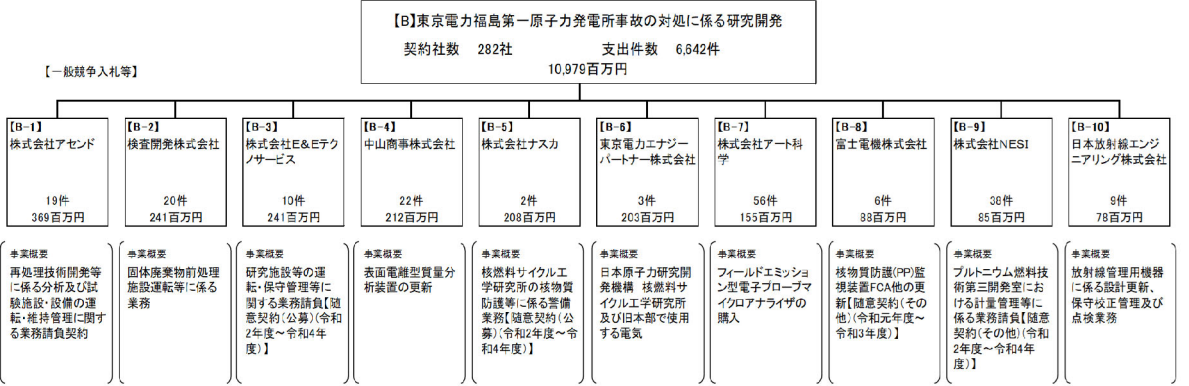 【B】東京電力福島第一原子力発電所事故の対処に係る研究開発
契約社数 282社 支出件数 6,642件
10,979百万円
【一般競争入札等】
【B-1】
株式会社アセンド
19件
369百万円
【B-2】
検査開発株式会社
20件
241百万円
【B-3】
株式会社E&Eテク
ノサービス
10件
241百万円
【B-4】
中山商事株式会社
22件
212百万円
【B-5】
株式会社ナスカ
2件
208百万円
【B-6】
東京電力エナジー
パートナー株式会社
3件
203百万円
【B-7】
株式会社アート科
学
56件
155百万円
【B-8】
富士電機株式会社
6件
88百万円
【B-9】
株式会社NESI
38件
85百万円
【B-10】
日本放射線エンジ
ニアリング株式会社
9件
78百万円
事業概要
再処理技術開発等
に係る分析及び試
験施設・設備の運
転・維持管理に関す
る業務請負契約
事業概要
固体廃棄物前処理
施設運転等に係る
業務
事業概要
研究施設等の運
転・保守管理等に
関する業務請負【随
意契約(公募)(令和
2年度~令和4年
度)】
事業概要
表面電離型質量分
析装置の更新
事業概要
核燃料サイクル工
学研究所の核物質
防護等に係る警備
業務【随意契約(公
募)(令和2年度~
令和4年度)】
事業概要
日本原子力研究開
発機構 核燃料サ
イクル工学研究所
及び旧本部で使用
する電気
事業概要
フィールドエミッショ
ン型電子プローブマ
イクロアナライザの
購入
事業概要
核物質防護(PP)監
視装置FCA他の更
新【随意契約(その
他)(令和元年度~
令和3年度)】
事業概要
プルトニウム燃料技
術第三開発室にお
ける計量管理等に
係る業務請負【随意
契約(その他)(令和
2年度~令和4年
度)】
事業概要
放射線管理用機器
に係る設計更新、
保守校正管理及び
点検業務